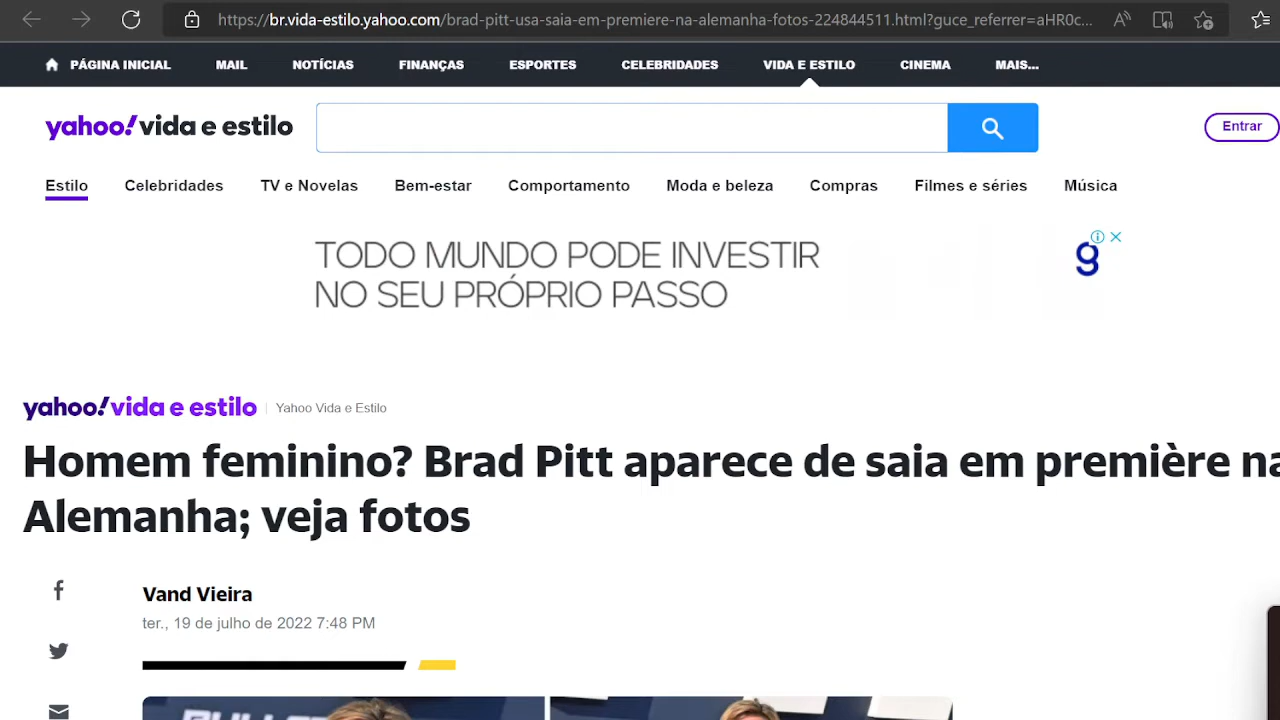 https://br.vida-estilo.yahoo.com/brad-pitt-usa-saia-em-premiere-na-alemanha-fotos-224844511.html?guce_referrer=aHR0c...
PÁGINA INICIAL MAIL NOTÍCIAS FINANÇAS ESPORTES CELEBRIDADES VIDA E ESTILO CINEMA MAIS...
yahoo! vida e estilo
Entrar
Estilo Celebridades TV e Novelas Bem-estar Comportamento Moda e beleza Compras Filmes e séries Música
TODO MUNDO PODE INVESTIR
NO SEU PRÓPRIO PASSO
g
yahoo! vida e estilo Yahoo Vida e Estilo
Homem feminino? Brad Pitt aparece de saia em première na
Alemanha; veja fotos
Vand Vieira
ter., 19 de julho de 2022 7:48 PM